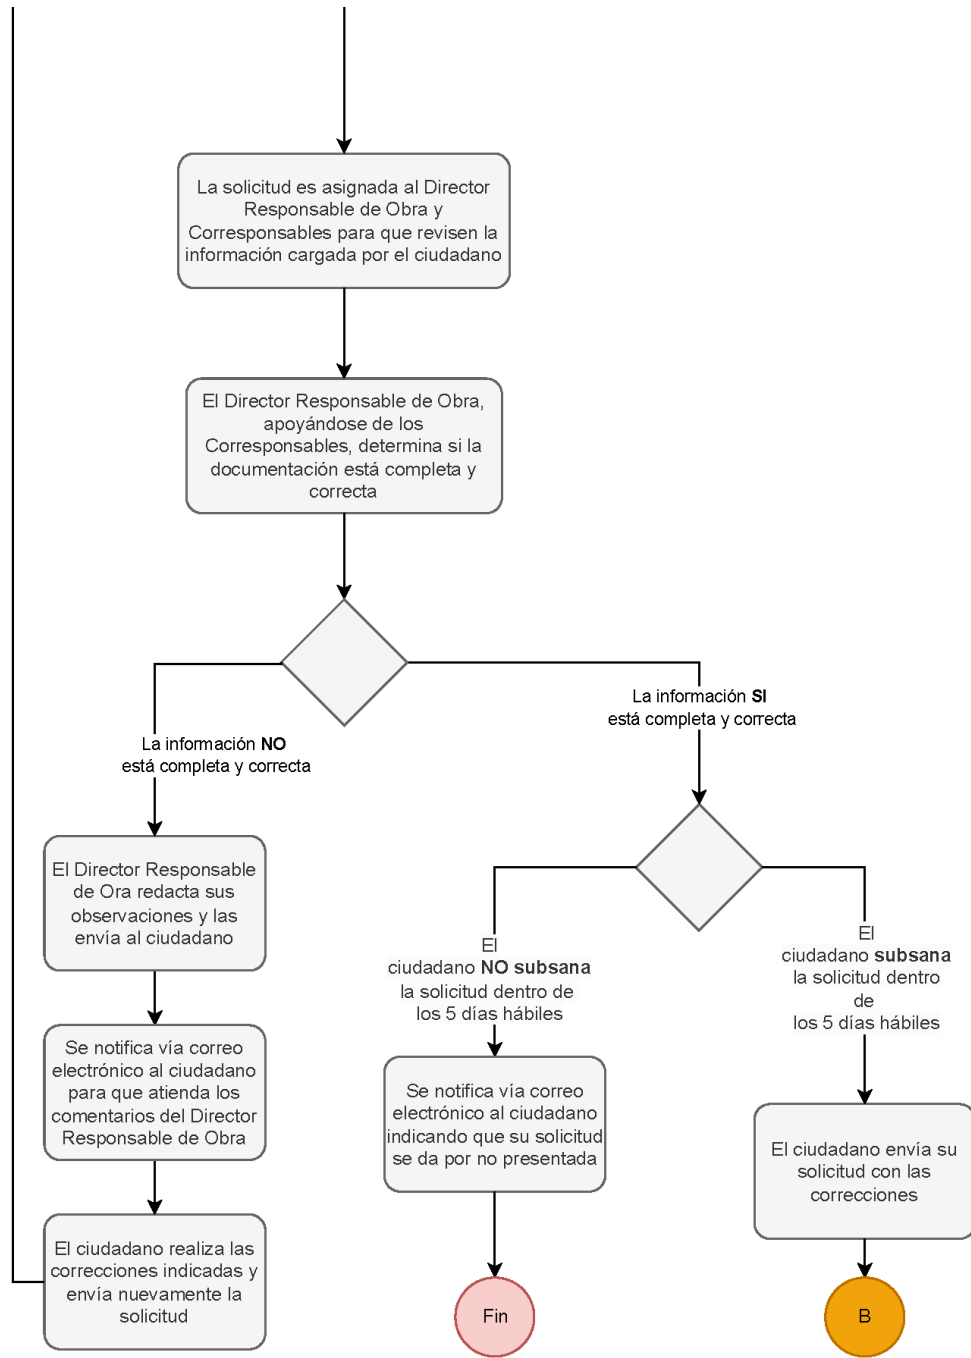 La solicitud es asignada al Director
Responsable de Obra y
Corresponsables para que revisen la
información cargada por el ciudadano
El Director Responsable de Obra,
apoyándose de los
Corresponsables, determina si la
documentación está completa y
correcta
La información SI
está completa y correcta
La información NO
está completa y correcta
El Director Responsable
de Ora redacta sus
observaciones y las
envía al ciudadano
Se notifica vía correo
electrónico al ciudadano
para que atienda los
comentarios del Director
Responsable de Obra
El ciudadano realiza las
correcciones indicadas y
envía nuevamente la
solicitud
El
ciudadano NO subsana
la solicitud dentro de
los 5 días hábiles
Se notifica vía correo
electrónico al ciudadano
indicando que su solicitud
se da por no presentada
Fin
El
ciudadano subsana
la solicitud dentro
de
los 5 días hábiles
El ciudadano envía su
solicitud con las
correcciones
B